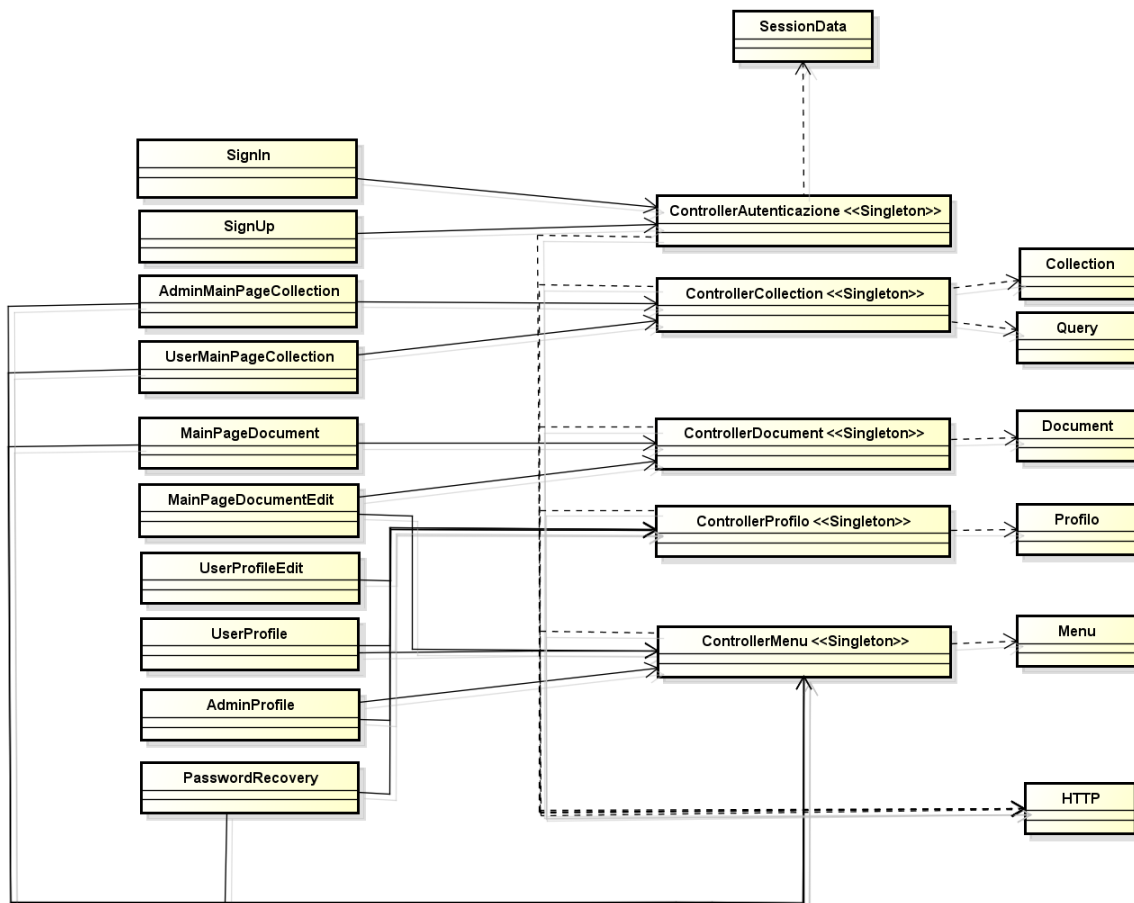 SessionData
SignIn
SignUp
AdminMainPageCollection
UserMainPageCollection
MainPageDocument
MainPageDocumentEdit
UserProfileEdit
UserProfile
AdminProfile
PasswordRecovery
ControllerAutenticazione <<Singleton>>
ControllerCollection <<Singleton>>
ControllerDocument <<Singleton>>
ControllerProfilo <<Singleton>>
ControllerMenu <<Singleton>>
Collection
Query
Document
Profilo
Menu
HTTP